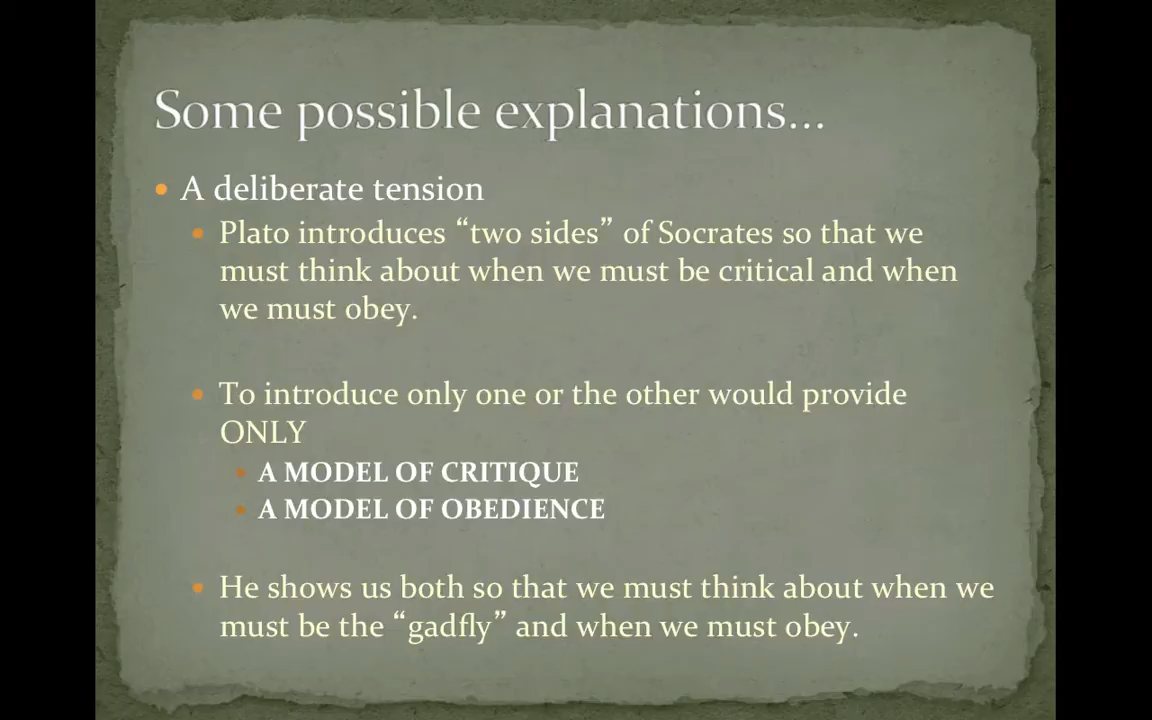 Some possible explanations...
• A deliberate tension
• Plato introduces “two sides” of Socrates so that we
must think about when we must be critical and when
we must obey.
• To introduce only one or the other would provide
ONLY
• A MODEL OF CRITIQUE
• A MODEL OF OBEDIENCE
• He shows us both so that we must think about when we
must be the “gadfly” and when we must obey.